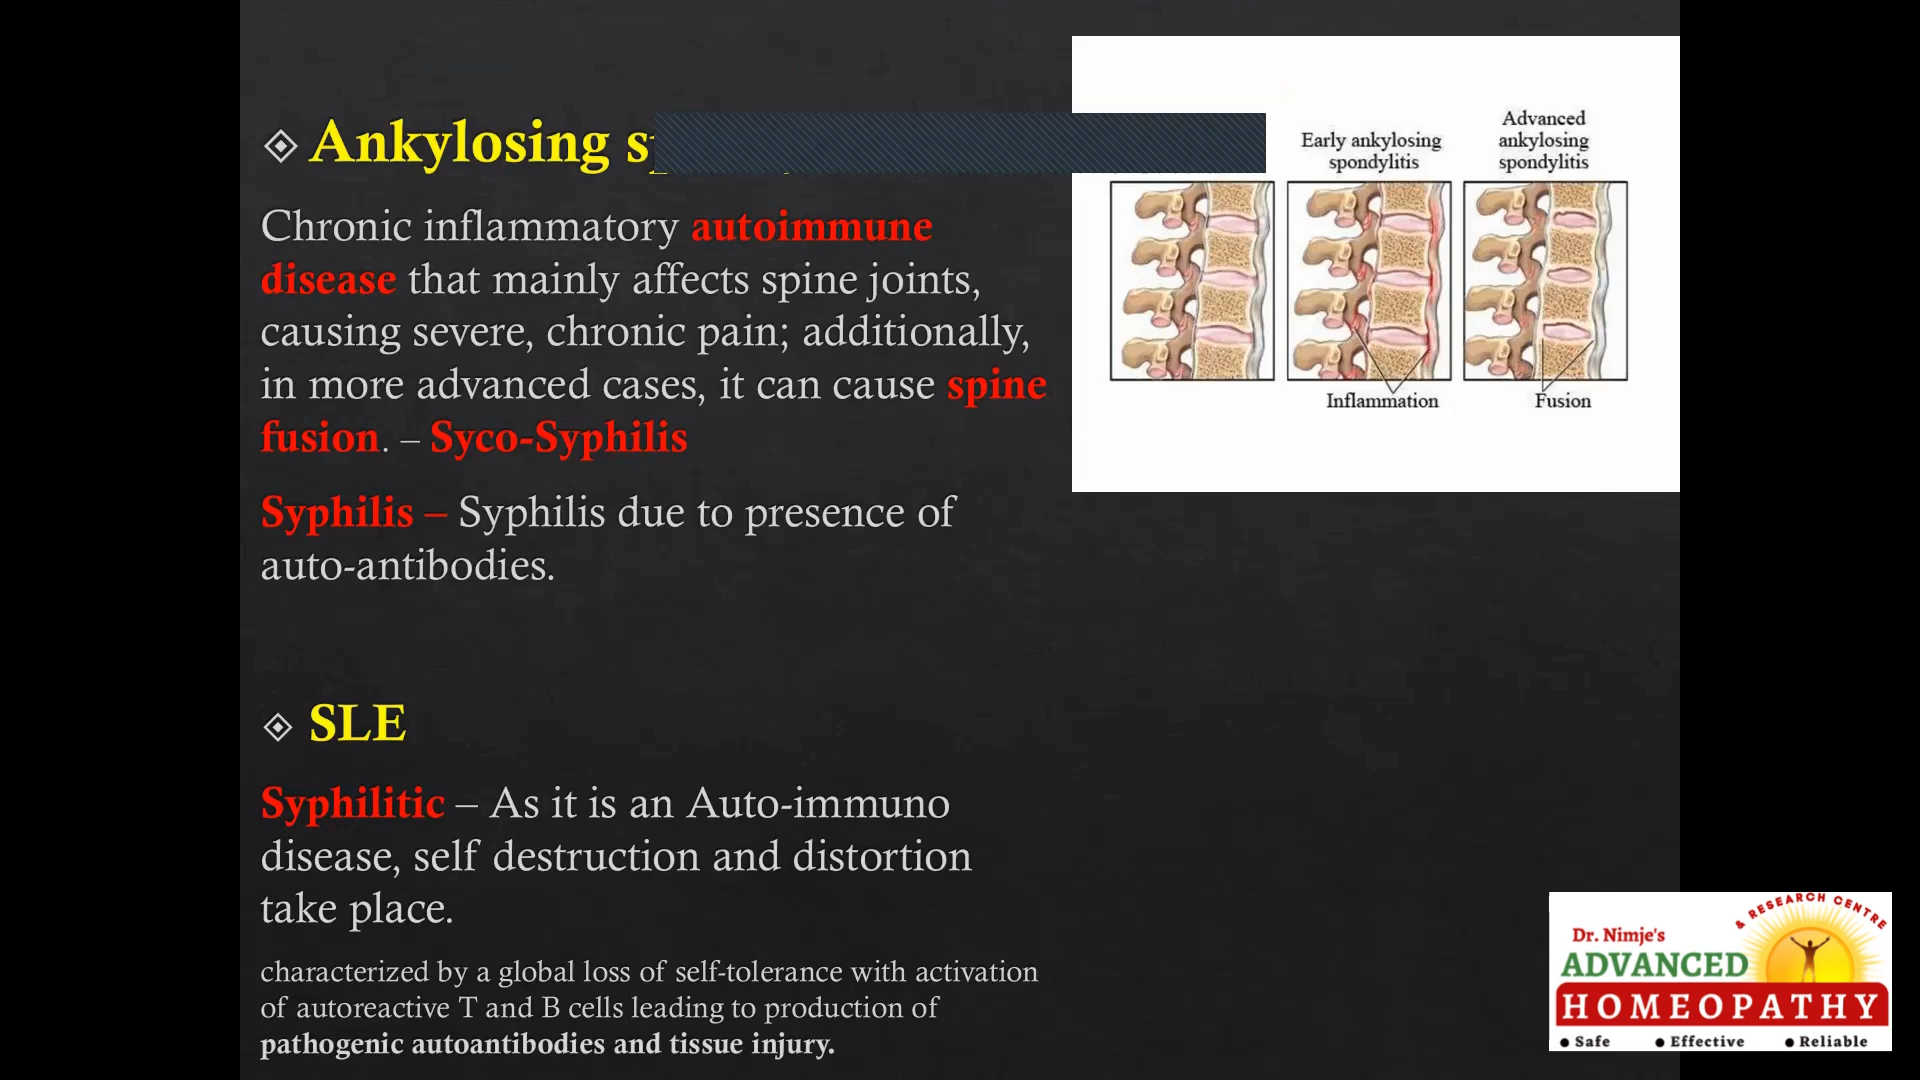 Ankylosing
Chronic inflammatory autoimmune
disease that mainly affects spine joints,
causing severe, chronic pain; additionally,
in more advanced cases, it can cause spine
fusion. – Syco-Syphilis
Syphilis – Syphilis due to presence of
auto-antibodies.
SLE
Syphilitic – As it is an Auto-immuno
disease, self destruction and distortion
take place.
characterized by a global loss of self-tolerance with activation
of autoreactive T and B cells leading to production of
pathogenic autoantibodies and tissue injury.
Early ankylosing
spondylitis
Advanced
ankylosing
spondylitis
Inflammation
Fusion
& RESEARCH CENTRE
Dr. Nimje's
ADVANCED
HOMEOPATHY
● Safe ● Effective ● Reliable